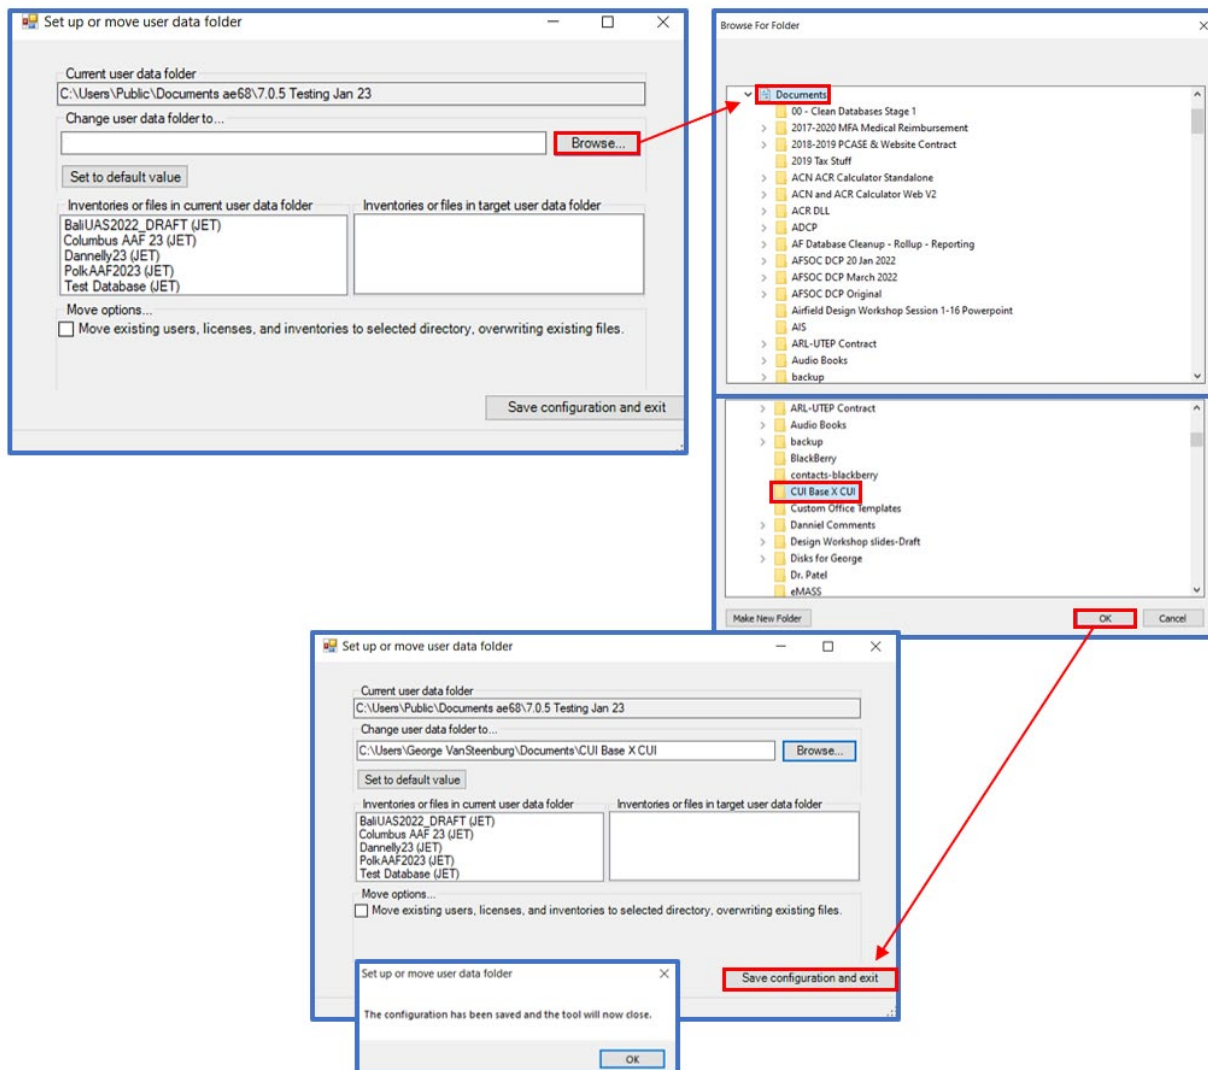 Set up or move user data folder
Current user data folder
C:\Users\Public\Documents ae68\7.0.5 Testing Jan 23
Change user data folder to...
Browse...
Set to default value
Inventories or files in current user data folder
BaliUAS2022_DRAFT (JET)
Columbus AAF 23 (JET)
Dannelly23 (JET)
PolkAAF2023 (JET)
Test Database (JET)
Inventories or files in target user data folder
Move options...
Move existing users, licenses, and inventories to selected directory, overwriting existing files.
Save configuration and exit
Browse For Folder
Documents
00 - Clean Databases Stage 1
2017-2020 MFA Medical Reimbursement
2018-2019 PCASE & Website Contract
2019 Tax Stuff
ACN ACR Calculator Standalone
ACN and ACR Calculator Web V2
ACR DLL
ADCP
AF Database Cleanup - Rollup - Reporting
AFSOC DCP 20 Jan 2022
AFSOC DCP March 2022
AFSOC DCP Original
Airfield Design Workshop Session 1-16 Powerpoint
AIS
ARL-UTEP Contract
Audio Books
backup
ARL-UTEP Contract
Audio Books
backup
BlackBerry
contacts-blackberry
CUI Base X CUI
Custom Office Templates
Danniel Comments
Design Workshop slides-Draft
Disks for George
Dr. Patel
eMASS
Make New Folder
OK
Cancel
Set up or move user data folder
Current user data folder
C:\Users\Public\Documents ae68\7.0.5 Testing Jan 23
Change user data folder to...
C:\Users\George VanSteenburg\Documents\CUI Base X CUI
Browse...
Set to default value
Inventories or files in current user data folder
BaliUAS2022_DRAFT (JET)
Columbus AAF 23 (JET)
Dannelly23 (JET)
PolkAAF2023 (JET)
Test Database (JET)
Inventories or files in target user data folder
Move options...
Move existing users, licenses, and inventories to selected directory, overwriting existing files.
Save configuration and exit
Set up or move user data folder
The configuration has been saved and the tool will now close.
OK